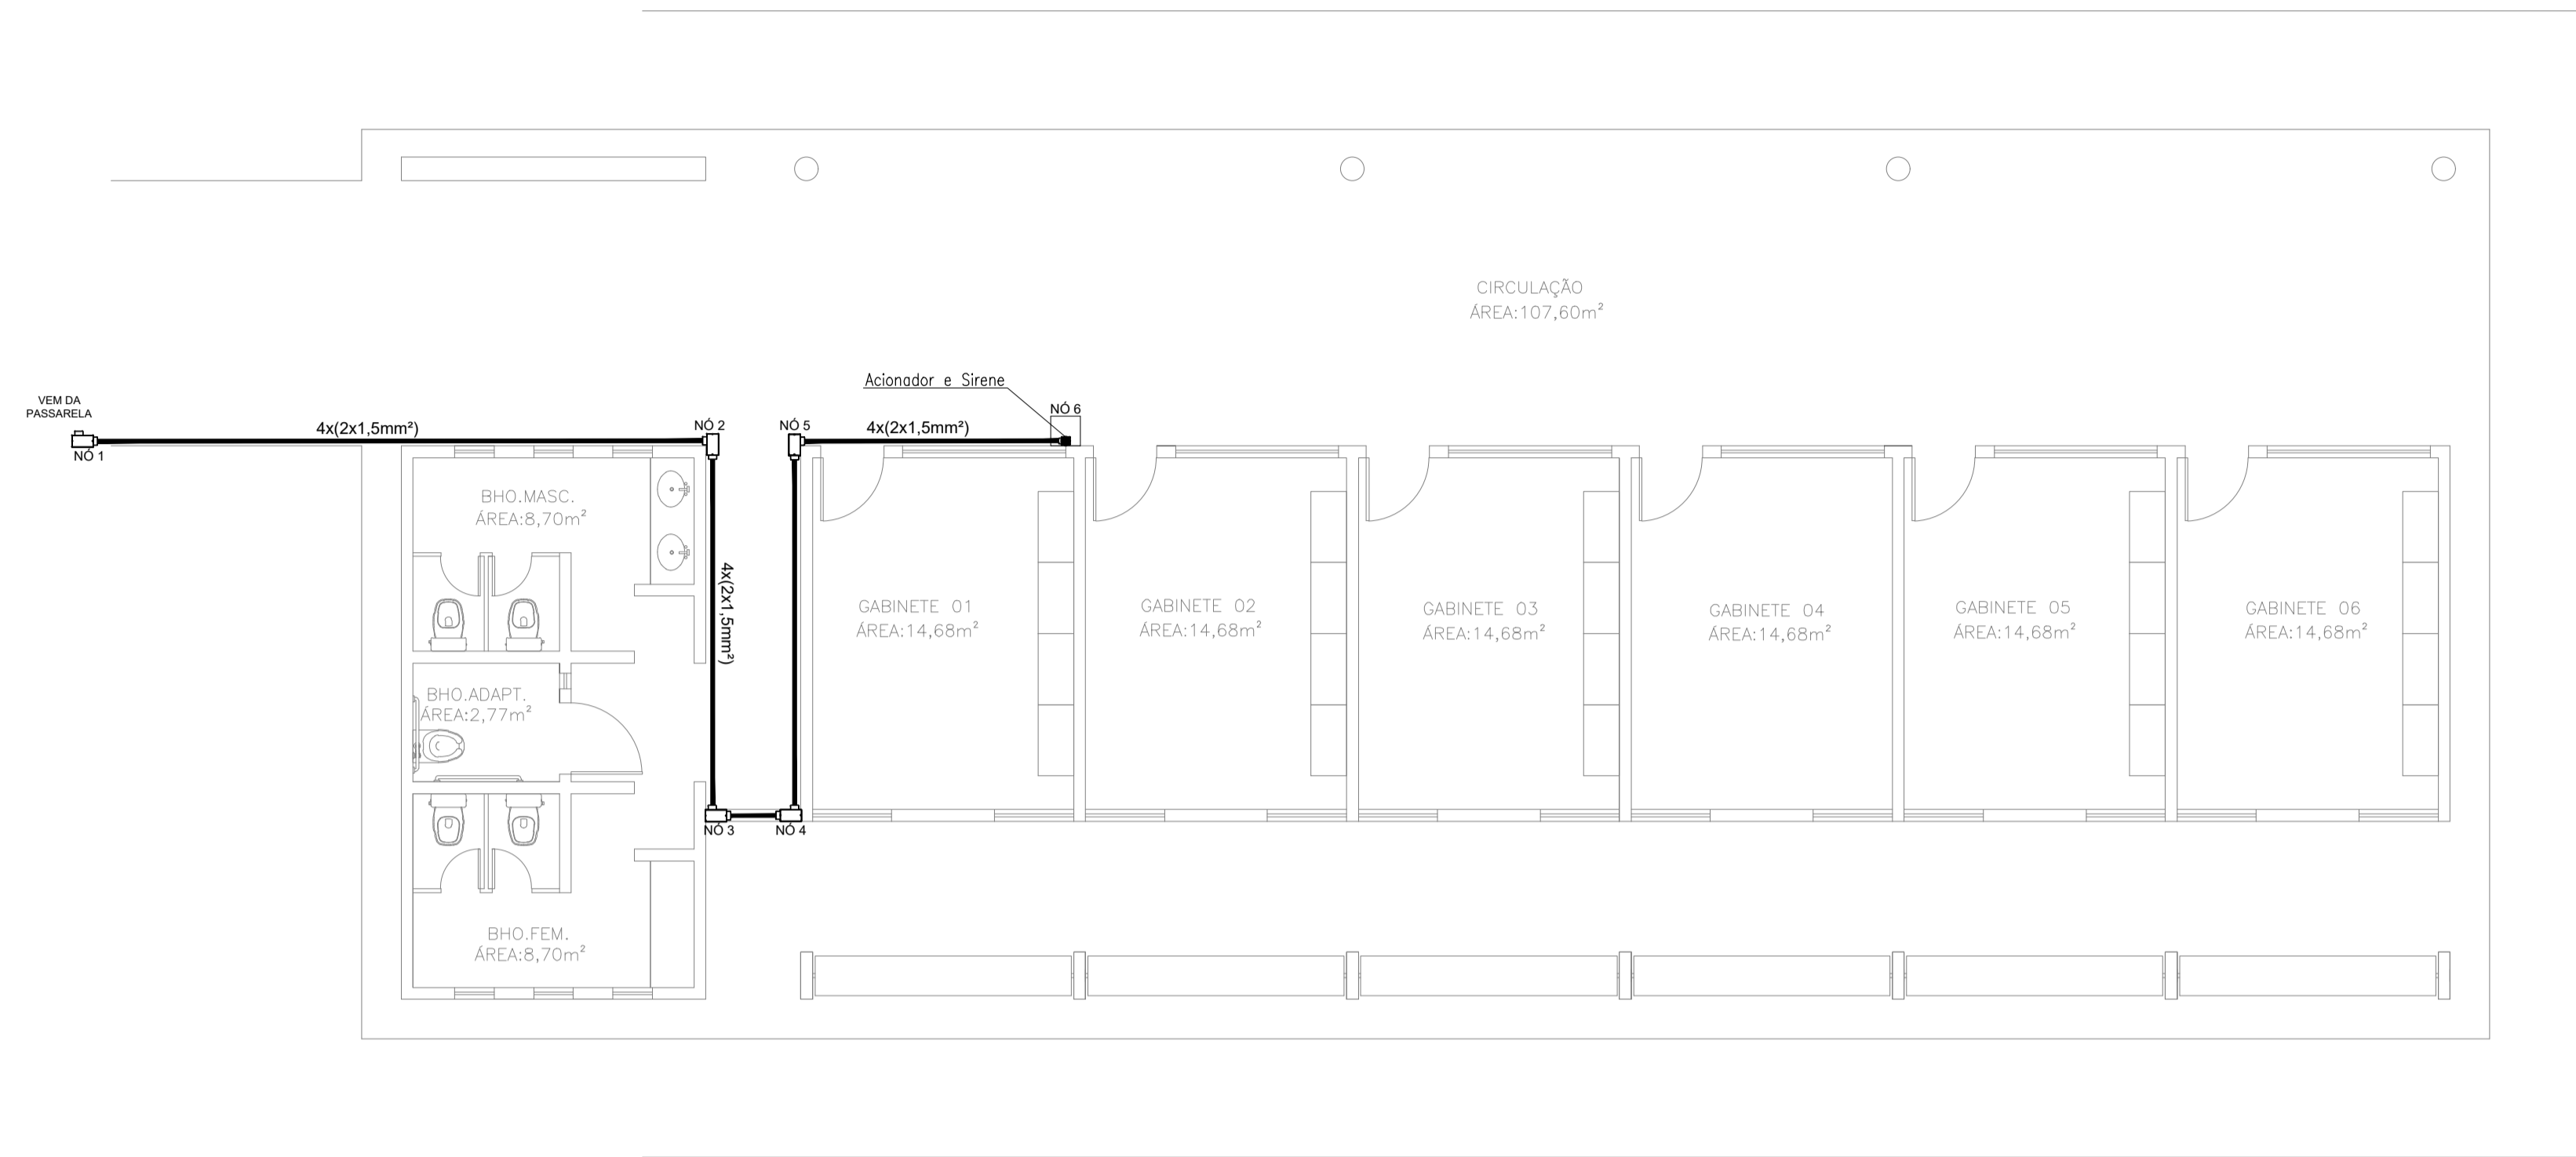 CIRCULAÇÃO
ÁREA:107,60m²
Acionador e Sirene
VEM DA
PASSARELA
NÓ 1
4x(2x1,5mm²)
NÓ 2
NÓ 5
4x(2x1,5mm²)
NÓ 6
BHO.MASC.
ÁREA:8,70m²
4x(2x1,5mm²)
GABINETE 01
ÁREA:14,68m²
GABINETE 02
ÁREA:14,68m²
GABINETE 03
ÁREA:14,68m²
GABINETE 04
ÁREA:14,68m²
GABINETE 05
ÁREA:14,68m²
GABINETE 06
ÁREA:14,68m²
BHO.ADAPT.
ÁREA:2,77m²
NÓ 3
NÓ 4
BHO.FEM.
ÁREA:8,70m²